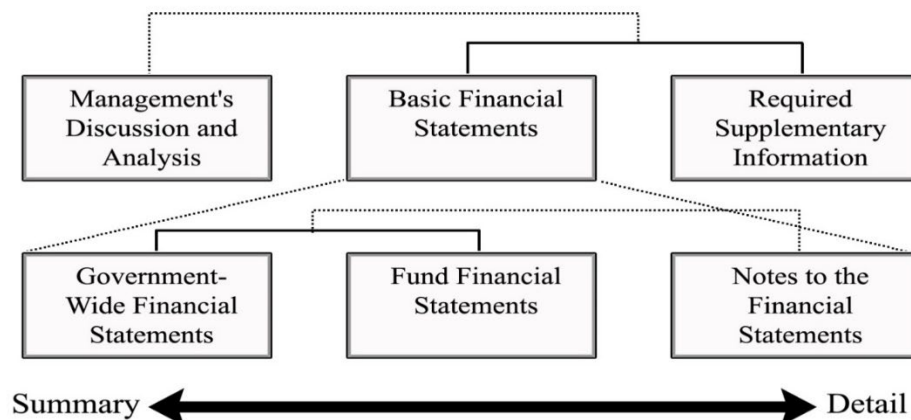 Management's
Discussion and
Analysis
Basic Financial
Statements
Required
Supplementary
Information
Government-
Wide Financial
Statements
Fund Financial
Statements
Notes to the
Financial
Statements
Summary
Detail